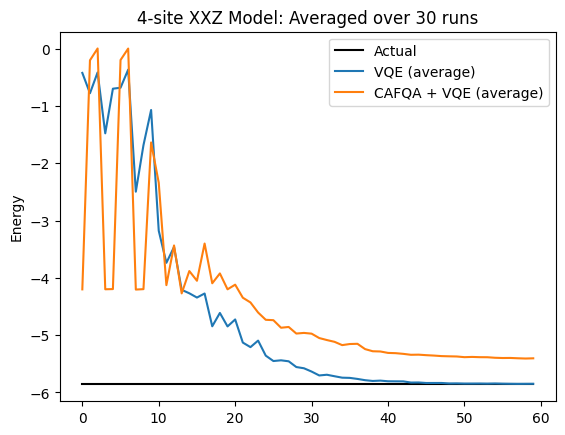 4-site XXZ Model: Averaged over 30 runs
Actual
VQE (average)
CAFQA + VQE (average)
Energy
0
−1
−2
−3
−4
−5
−6
0 10 20 30 40 50 60